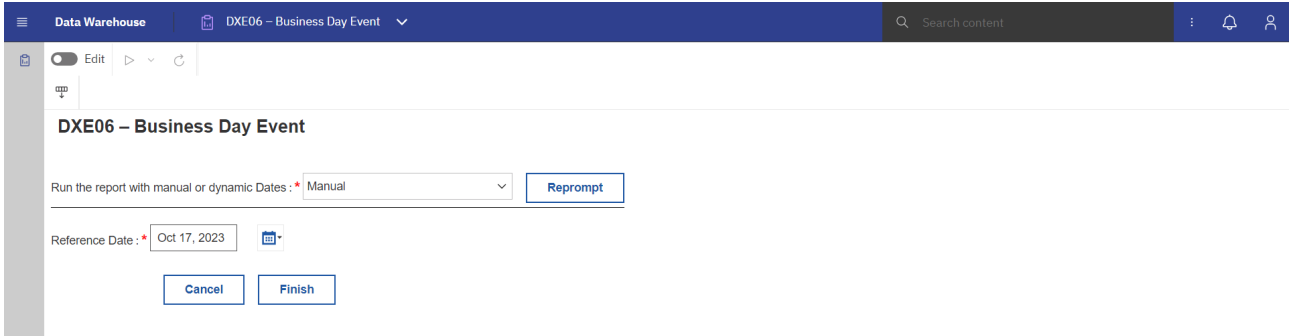 Data Warehouse DXE06 – Business Day Event Search content
Edit
DXE06 – Business Day Event
Run the report with manual or dynamic Dates : * Manual Reprompt
Reference Date : * Oct 17, 2023
Cancel Finish